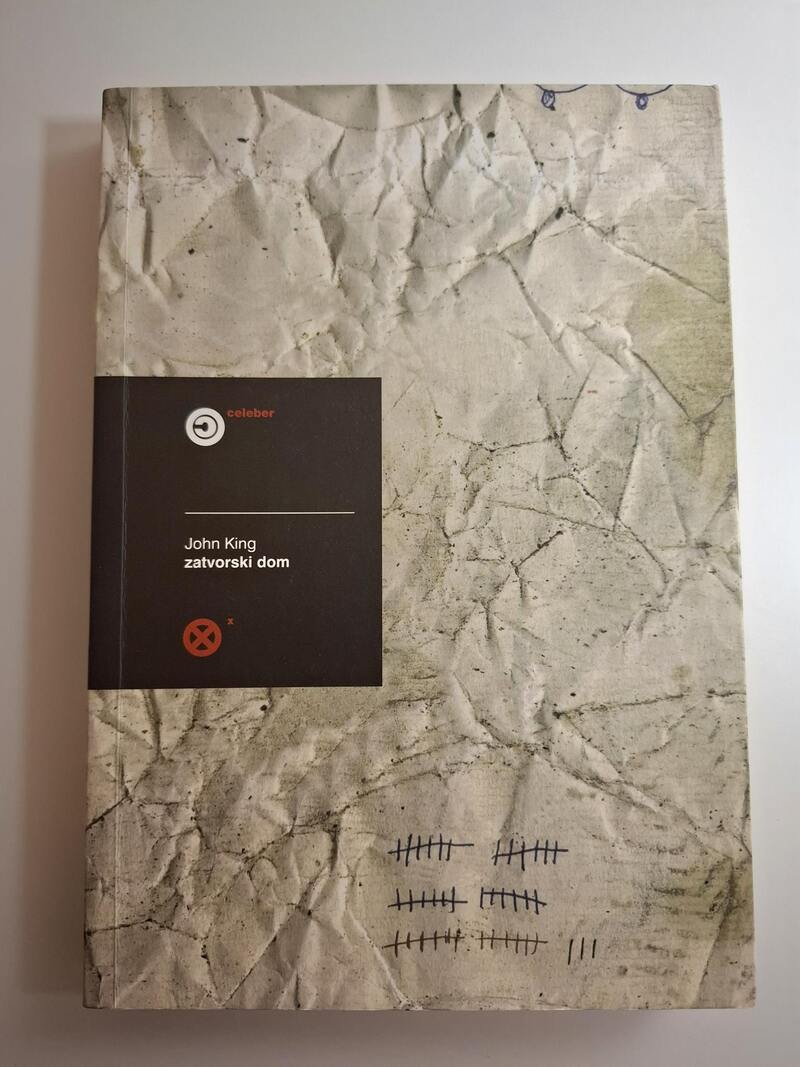 celeber
John King
zatvorski dom
x